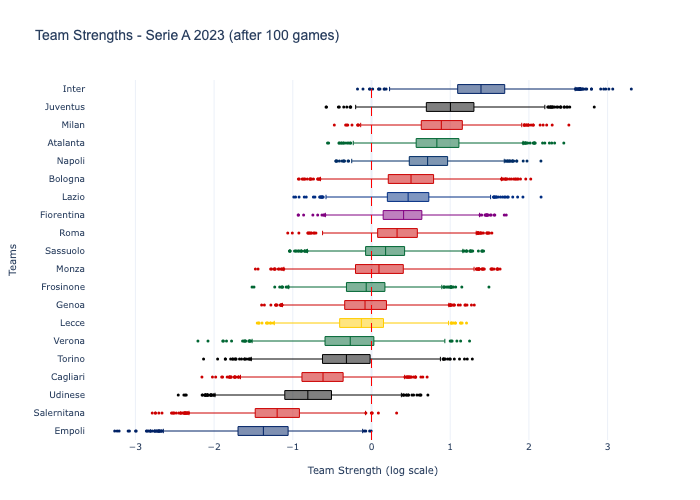 Team Strengths - Serie A 2023 (after 100 games)
Inter
Juventus
Milan
Atalanta
Napoli
Bologna
Lazio
Fiorentina
Roma
Sassuolo
Monza
Frosinone
Genoa
Lecce
Verona
Torino
Cagliari
Udinese
Salernitana
Empoli
Teams
−3 −2 −1 0 1 2 3
Team Strength (log scale)